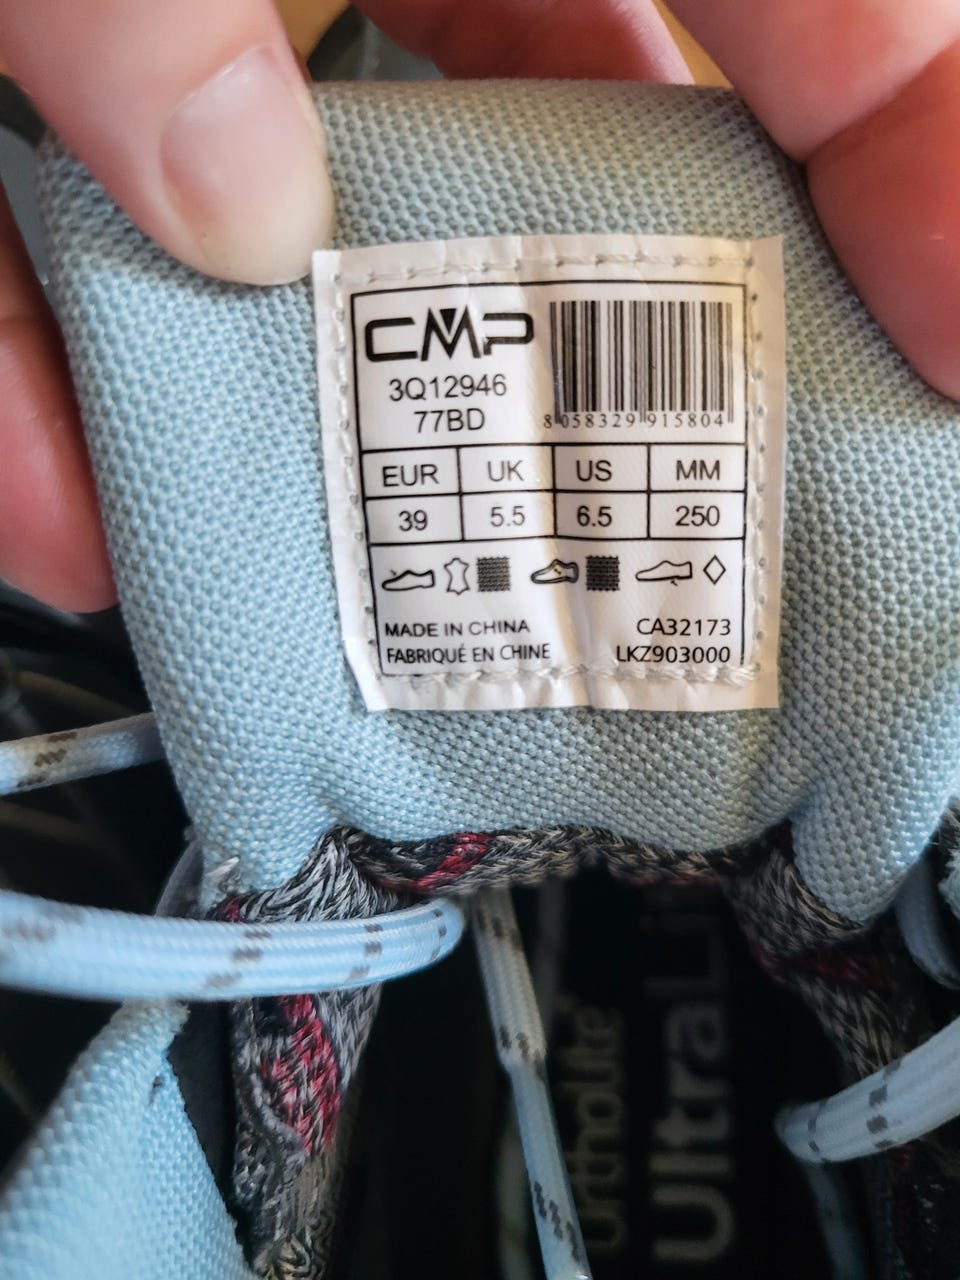 CMP
3Q12946
77BD
8 058329 915804
EUR UK US MM
39 5.5 6.5 250
MADE IN CHINA
FABRIQUÉ EN CHINE
CA32173
LKZ903000
Ortholite
UltraLi